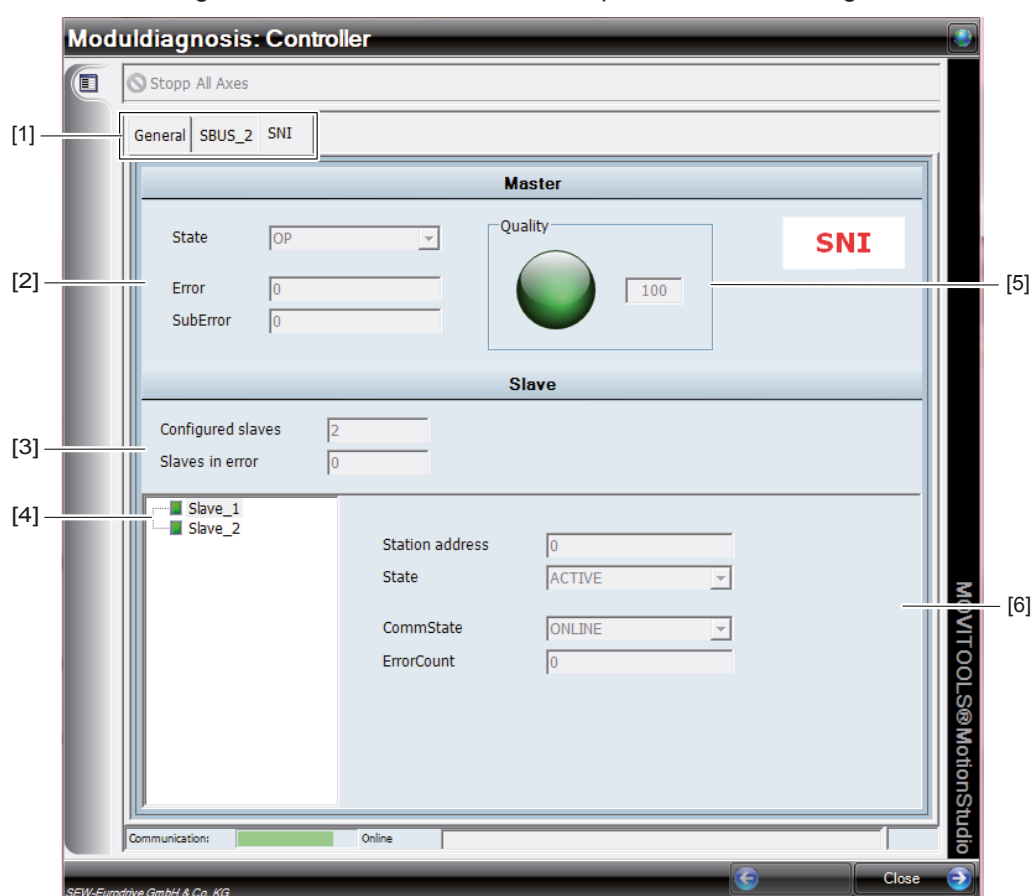 Moduldiagnosis: Controller
Stopp All Axes
[1]
General SBUS_2 SNI
Master
State OP
Quality
SNI
[2]
Error 0
100
[5]
SubError 0
Slave
Configured slaves 2
[3]
Slaves in error 0
[4]
Slave_1
Slave_2
Station address 0
State ACTIVE
[6]
CommState ONLINE
ErrorCount 0
MOVITOOLS®MotionStudio
Communication: Online
Close
SEW-Eurodrive GmbH & Co. KG